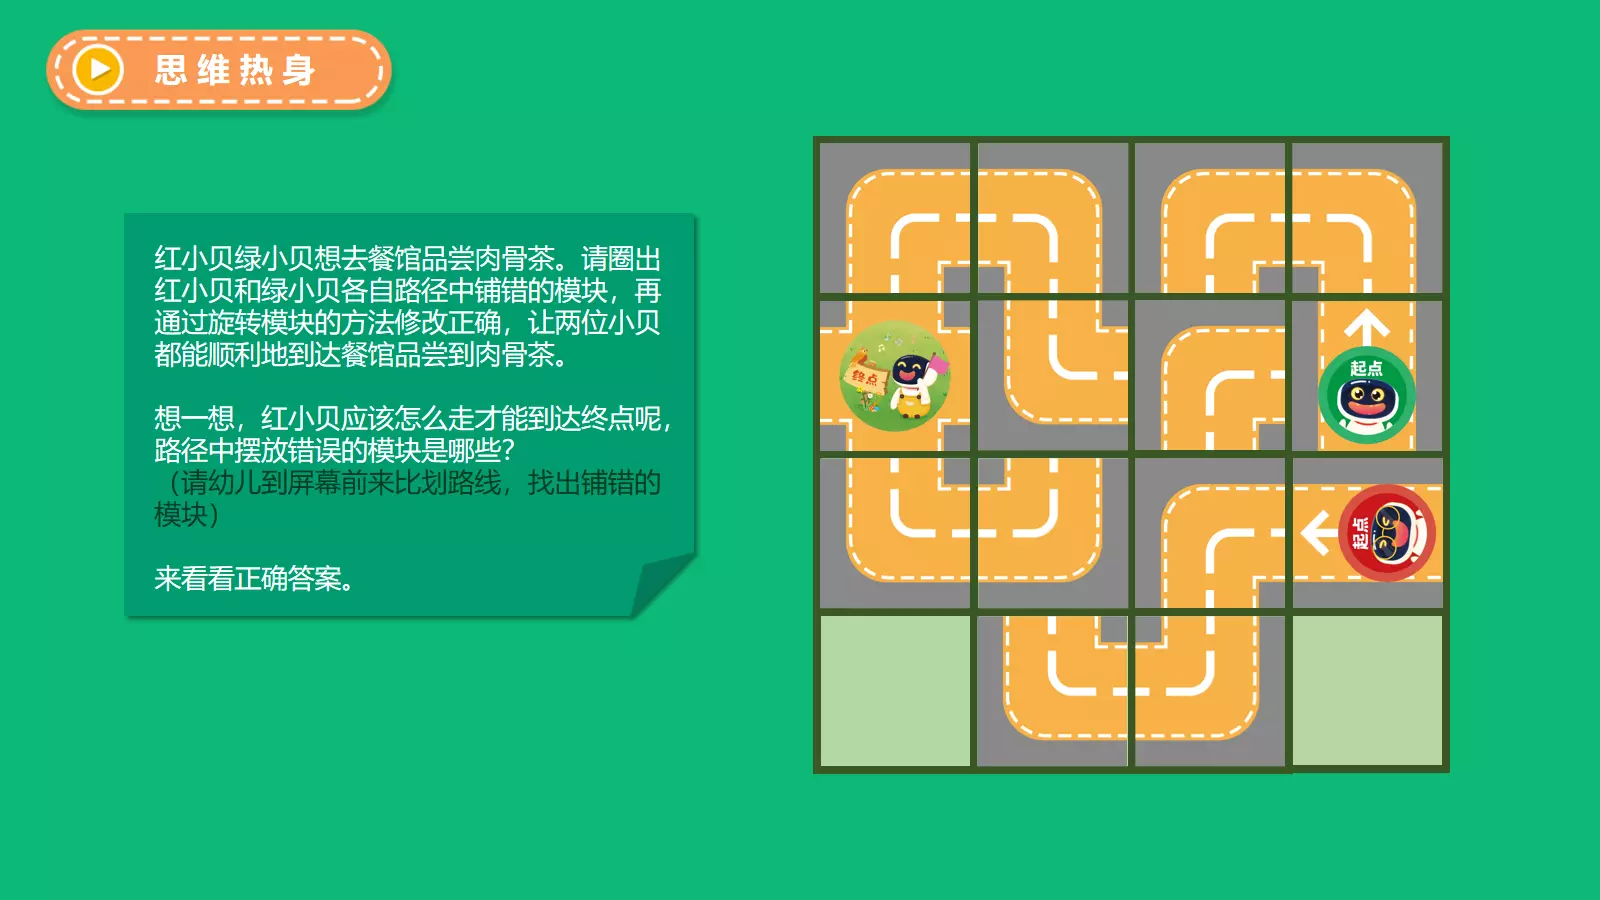 思维热身
红小贝绿小贝想去餐馆品尝肉骨茶。请圈出
红小贝和绿小贝各自路径中铺错的模块，再
通过旋转模块的方法修改正确，让两位小贝
都能顺利地到达餐馆品尝到肉骨茶。
想一想，红小贝应该怎么走才能到达终点呢，
路径中摆放错误的模块是哪些？
（请幼儿到屏幕前来比划路线，找出铺错的
模块）
来看看正确答案。
终点
起点
起点